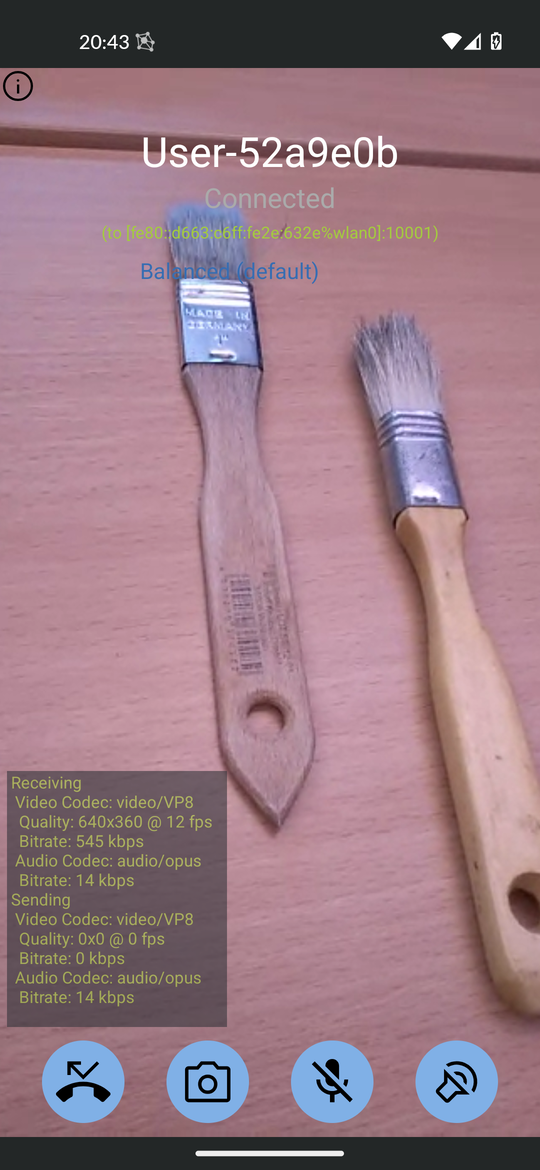 20:43
User-52a9e0b
Connected
(to [fe80::d663:c6ff:fe2e:632e%wlan0]:10001)
Balanced (default)
MADE IN
GERMANY
1"
Receiving
Video Codec: video/VP8
Quality: 640x360 @ 12 fps
Bitrate: 545 kbps
Audio Codec: audio/opus
Bitrate: 14 kbps
Sending
Video Codec: video/VP8
Quality: 0x0 @ 0 fps
Bitrate: 0 kbps
Audio Codec: audio/opus
Bitrate: 14 kbps